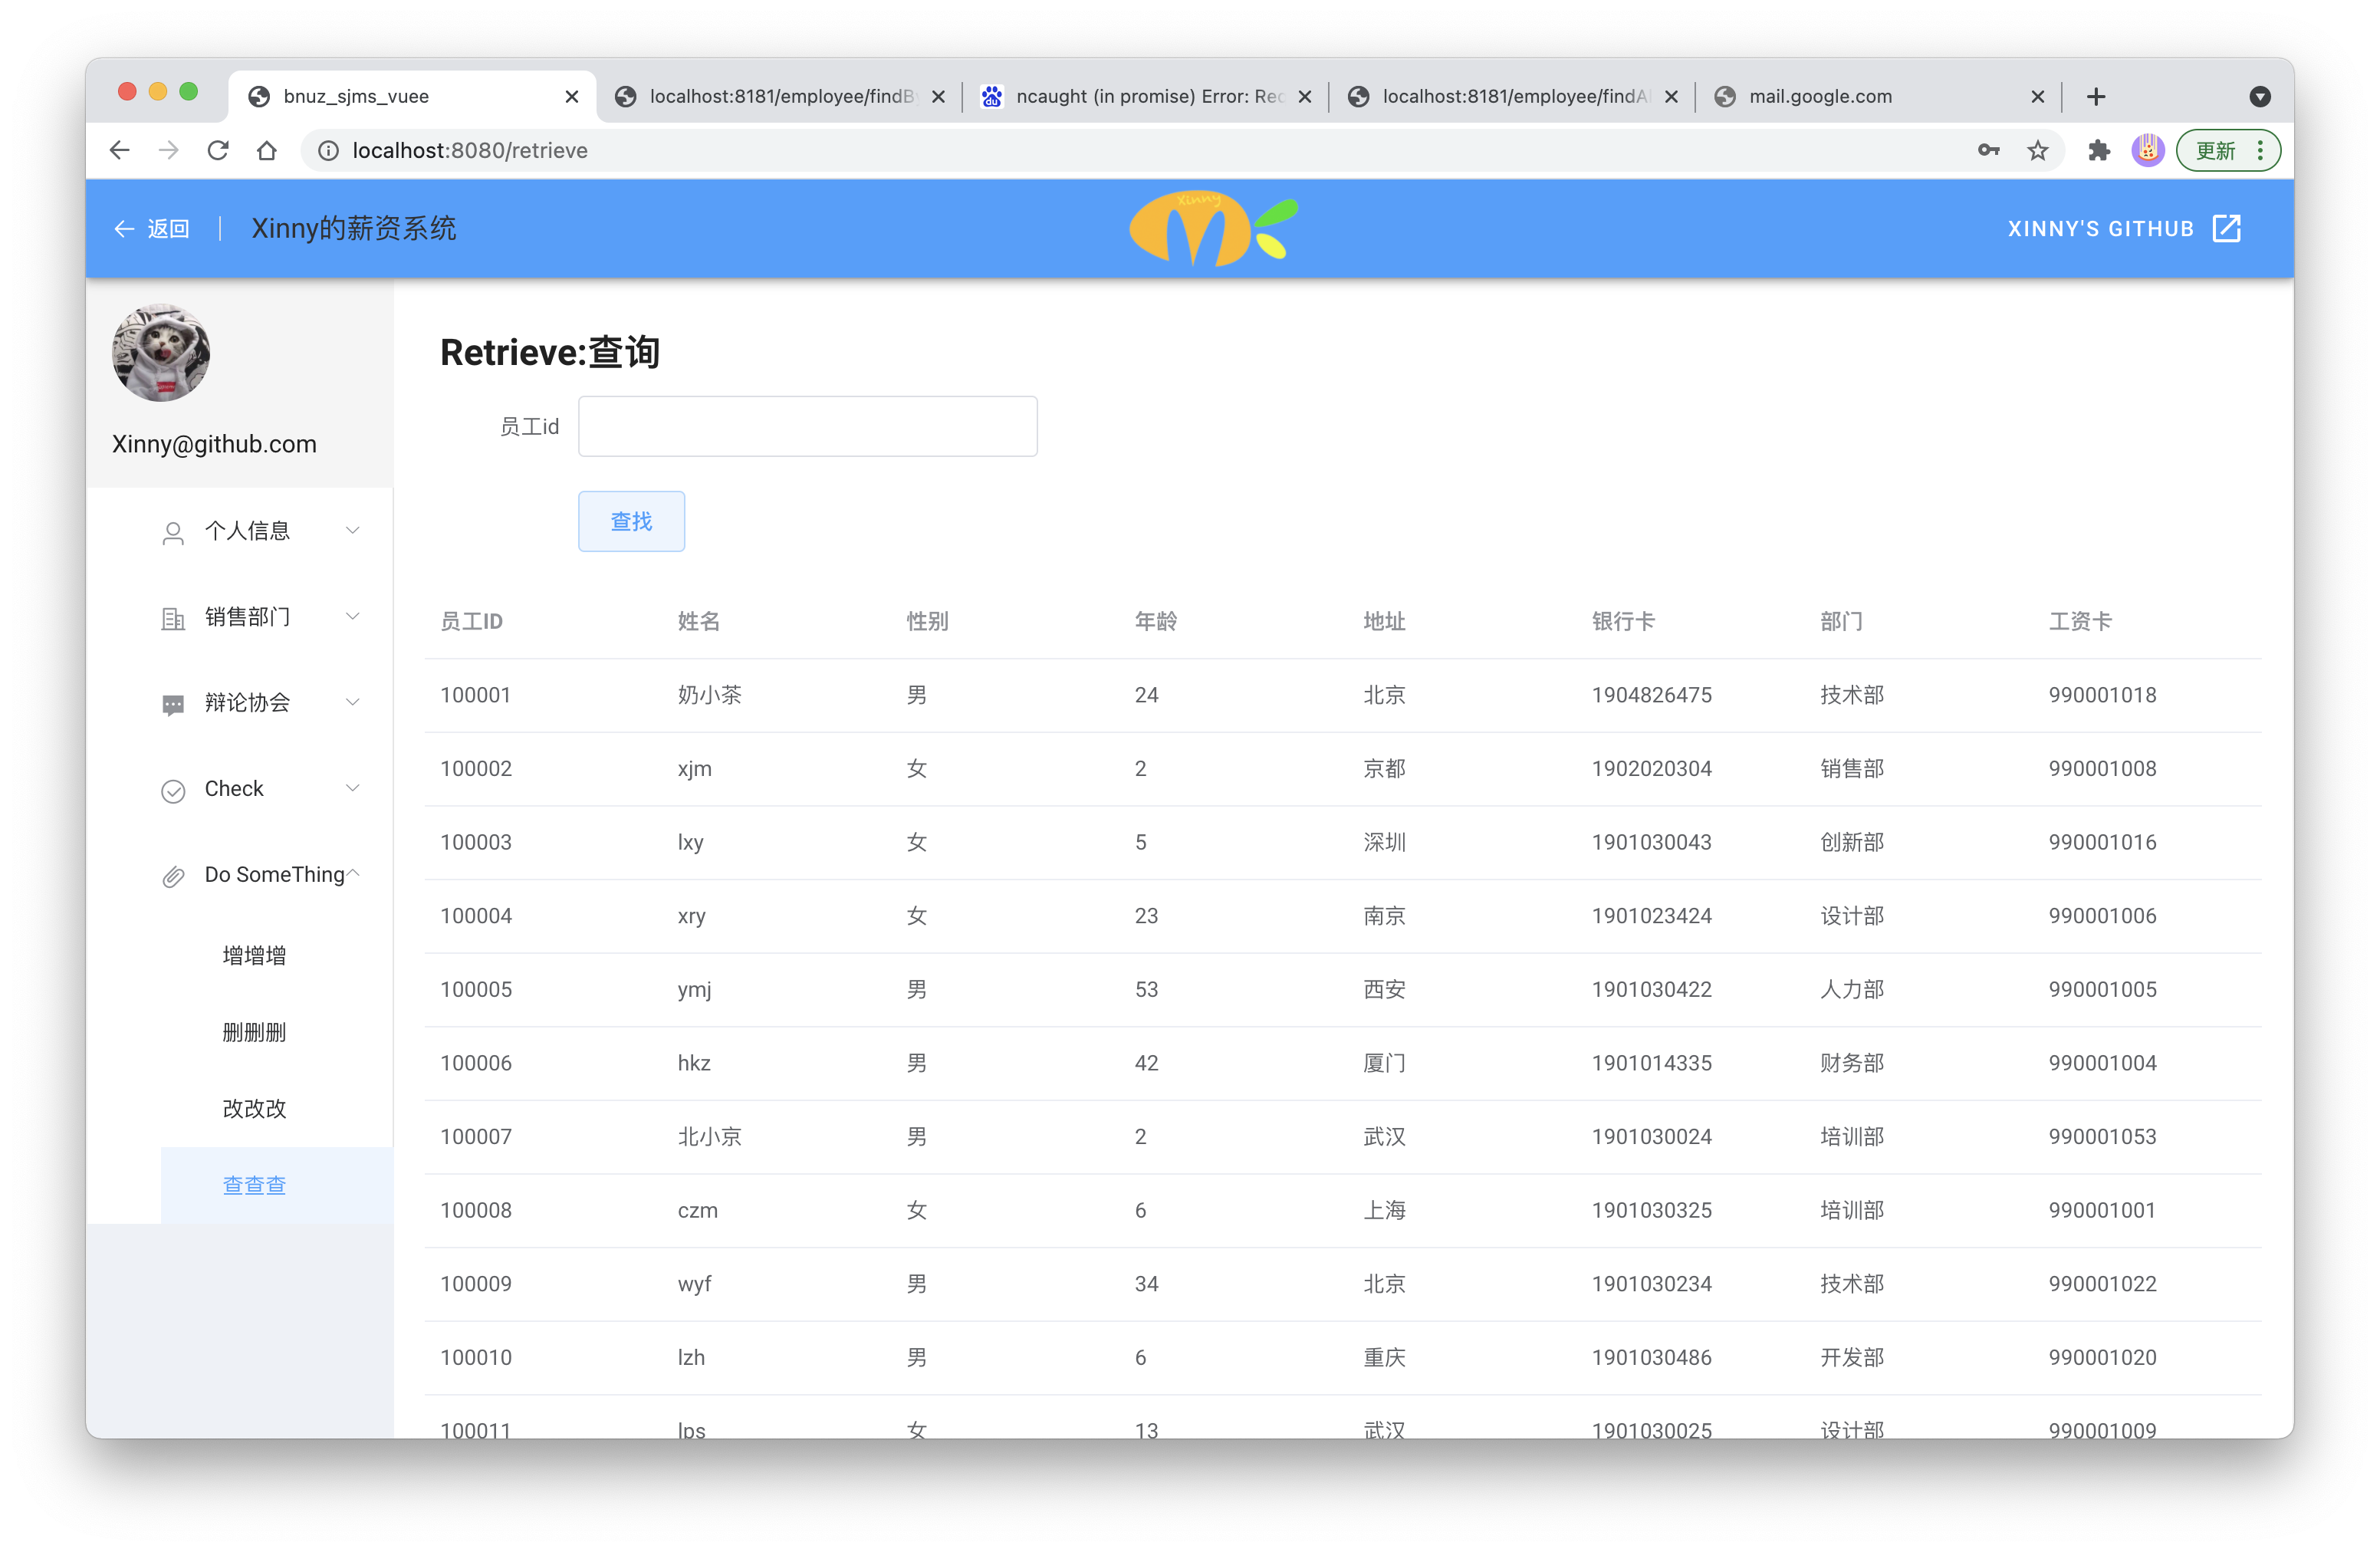 bnuz_sjms_vuee
localhost:8181/employee/findBy
ncaught (in promise) Error: Rec
localhost:8181/employee/findAl
mail.google.com
localhost:8080/retrieve
更新
返回
Xinny的薪资系统
xinny
XINNY'S GITHUB
Xinny@github.com
个人信息
销售部门
辩论协会
Check
Do SomeThing
增增增
删删删
改改改
查查查
Retrieve:查询
员工id
查找
员工ID 姓名 性别 年龄 地址 银行卡 部门 工资卡
100001 奶小茶 男 24 北京 1904826475 技术部 990001018
100002 xjm 女 2 京都 1902020304 销售部 990001008
100003 lxy 女 5 深圳 1901030043 创新部 990001016
100004 xry 女 23 南京 1901023424 设计部 990001006
100005 ymj 男 53 西安 1901030422 人力部 990001005
100006 hkz 男 42 厦门 1901014335 财务部 990001004
100007 北小京 男 2 武汉 1901030024 培训部 990001053
100008 czm 女 6 上海 1901030325 培训部 990001001
100009 wyf 男 34 北京 1901030234 技术部 990001022
100010 lzh 男 6 重庆 1901030486 开发部 990001020
100011 lps 女 13 武汉 1901030025 设计部 990001009